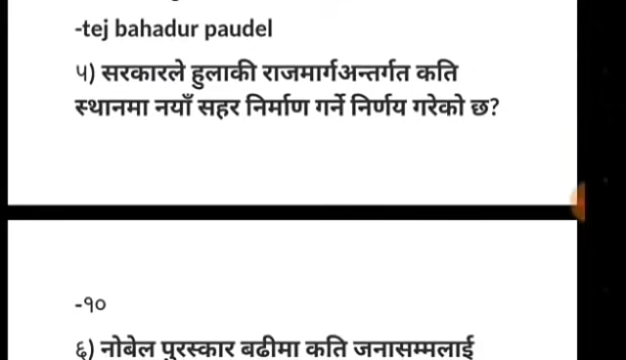 -tej bahadur paudel
५) सरकारले हुलाकी राजमार्गअन्तर्गत कति
स्थानमा नयाँ सहर निर्माण गर्ने निर्णय गरेको छ?
-१०
६) नोबेल पुरस्कार बढीमा कति जनासम्मलाई